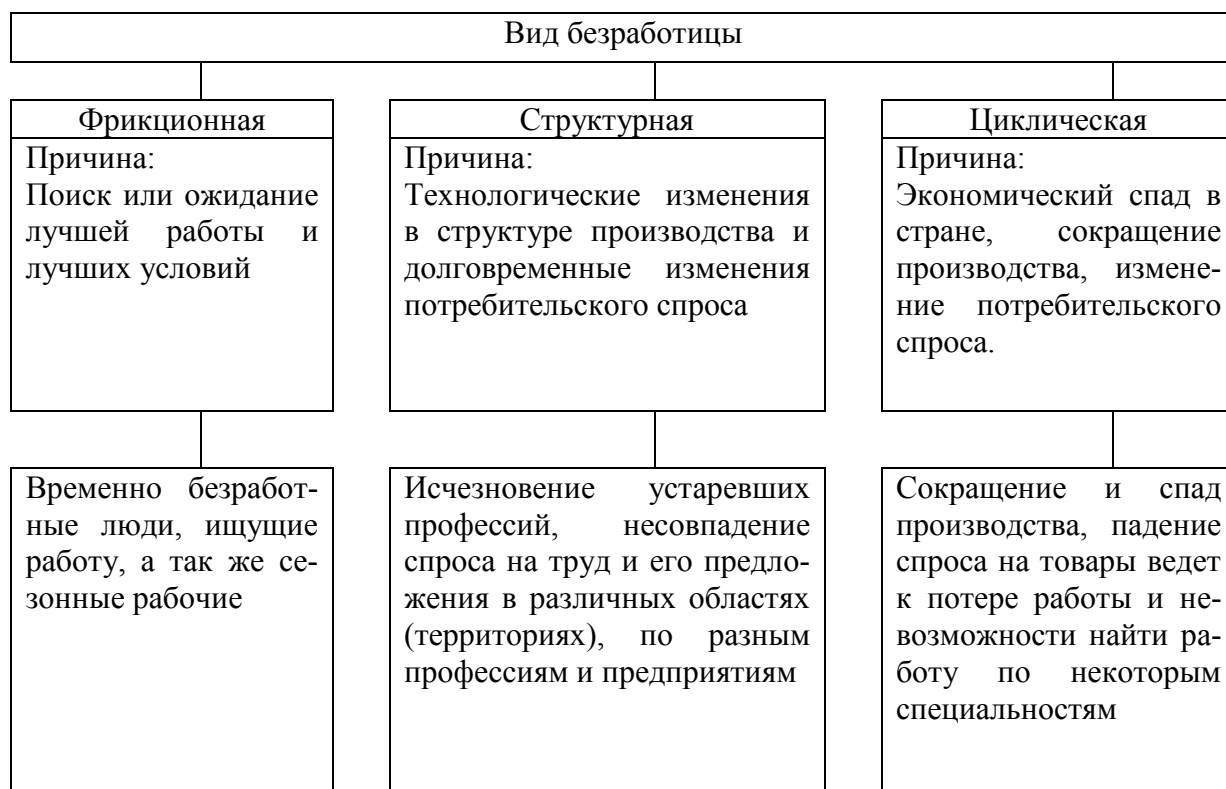 Вид безработицы
Фрикционная
Причина:
Поиск или ожидание
лучшей работы и
лучших условий
Структурная
Причина:
Технологические изменения
в структуре производства и
долговременные изменения
потребительского спроса
Циклическая
Причина:
Экономический спад в
стране, сокращение
производства, измене-
ние потребительского
спроса.
Временно безработ-
ные люди, ищущие
работу, а так же се-
зонные рабочие
Исчезновение устаревших
профессий, несовпадение
спроса на труд и его предло-
жения в различных областях
(территориях), по разным
профессиям и предприятиям
Сокращение и спад
производства, падение
спроса на товары ведет
к потере работы и не-
возможности найти ра-
боту по некоторым
специальностям